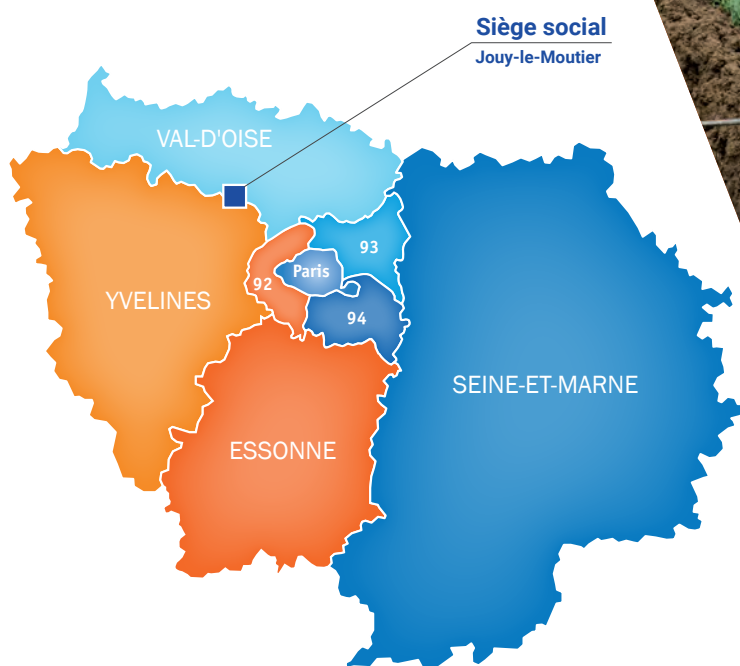 Siège social
Jouy-le-Moutier
VAL-D'OISE
93
Paris
92
YVELINES
94
SEINE-ET-MARNE
ESSONNE